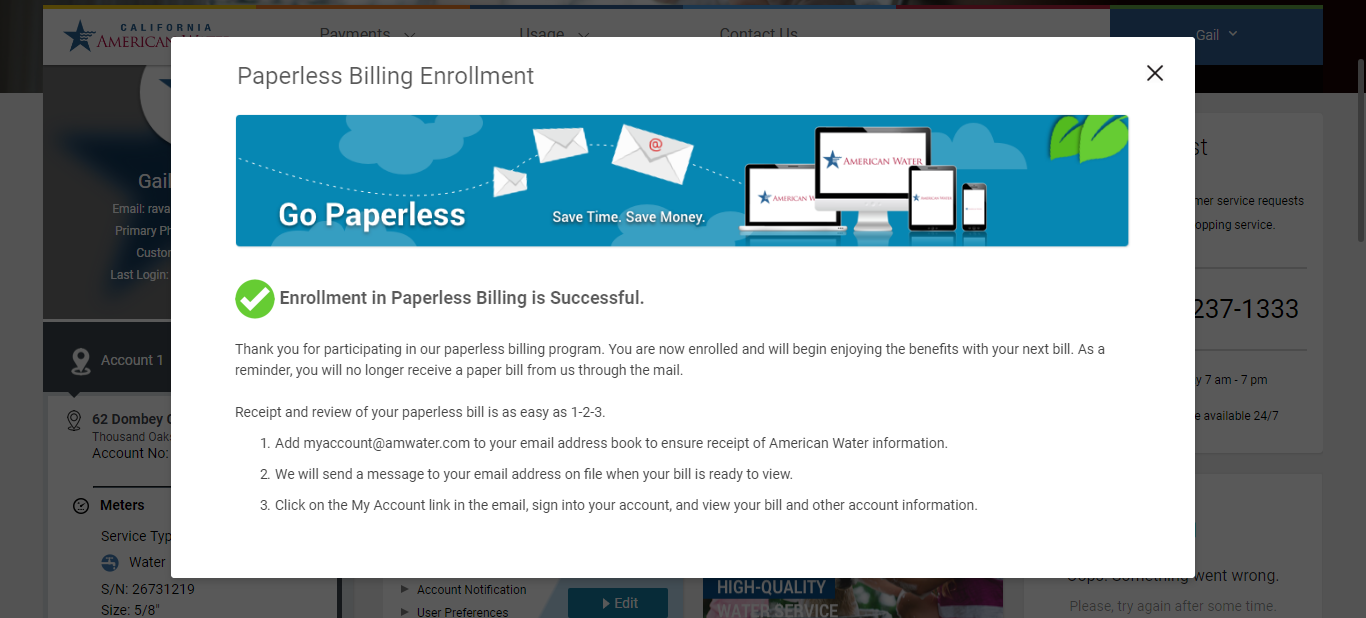 CALIFORNIA
AMERICAN
Payments
Usage
Contact Us
Gail
Paperless Billing Enrollment
@
AMERICAN WATER
AMERICAN W
AMERICAN WATER
Go Paperless
Save Time. Save Money.
Gail
Email: rava
Primary Ph
Custo
Last Login:
mer service requests
opping service.
237-1333
Enrollment in Paperless Billing is Successful.
Thank you for participating in our paperless billing program. You are now enrolled and will begin enjoying the benefits with your next bill. As a
reminder, you will no longer receive a paper bill from us through the mail.
Account 1
y 7 am - 7 pm
e available 24/7
Receipt and review of your paperless bill is as easy as 1-2-3.
1. Add myaccount@amwater.com to your email address book to ensure receipt of American Water information.
2. We will send a message to your email address on file when your bill is ready to view.
3. Click on the My Account link in the email, sign into your account, and view your bill and other account information.
62 Dombey
Thousand Oak
Account No:
Meters
Service Typ
Water
S/N: 26731219
Size: 5/8"
Account Notification
User Preferences
Edit
HIGH-QUALITY
WATER SERVICE
Oops! Something went wrong.
Please, try again after some time.